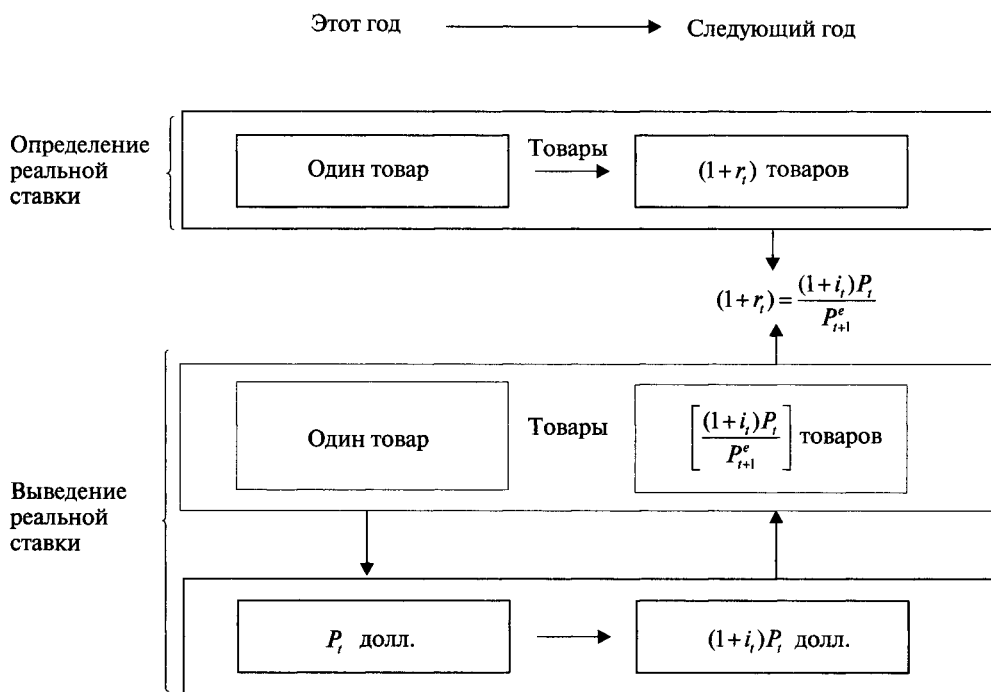 Этот год
Следующий год
Определение
реальной
ставки
Один товар
Товары
(1+r_t) товаров
(1+r_t) = \frac{(1+i_t)P_t}{P^e_{t+1}}
Выведение
реальной
ставки
Один товар
Товары
[\frac{(1+i_t)P_t}{P^e_{t+1}}] товаров
P_t долл.
(1+i_t)P_t долл.